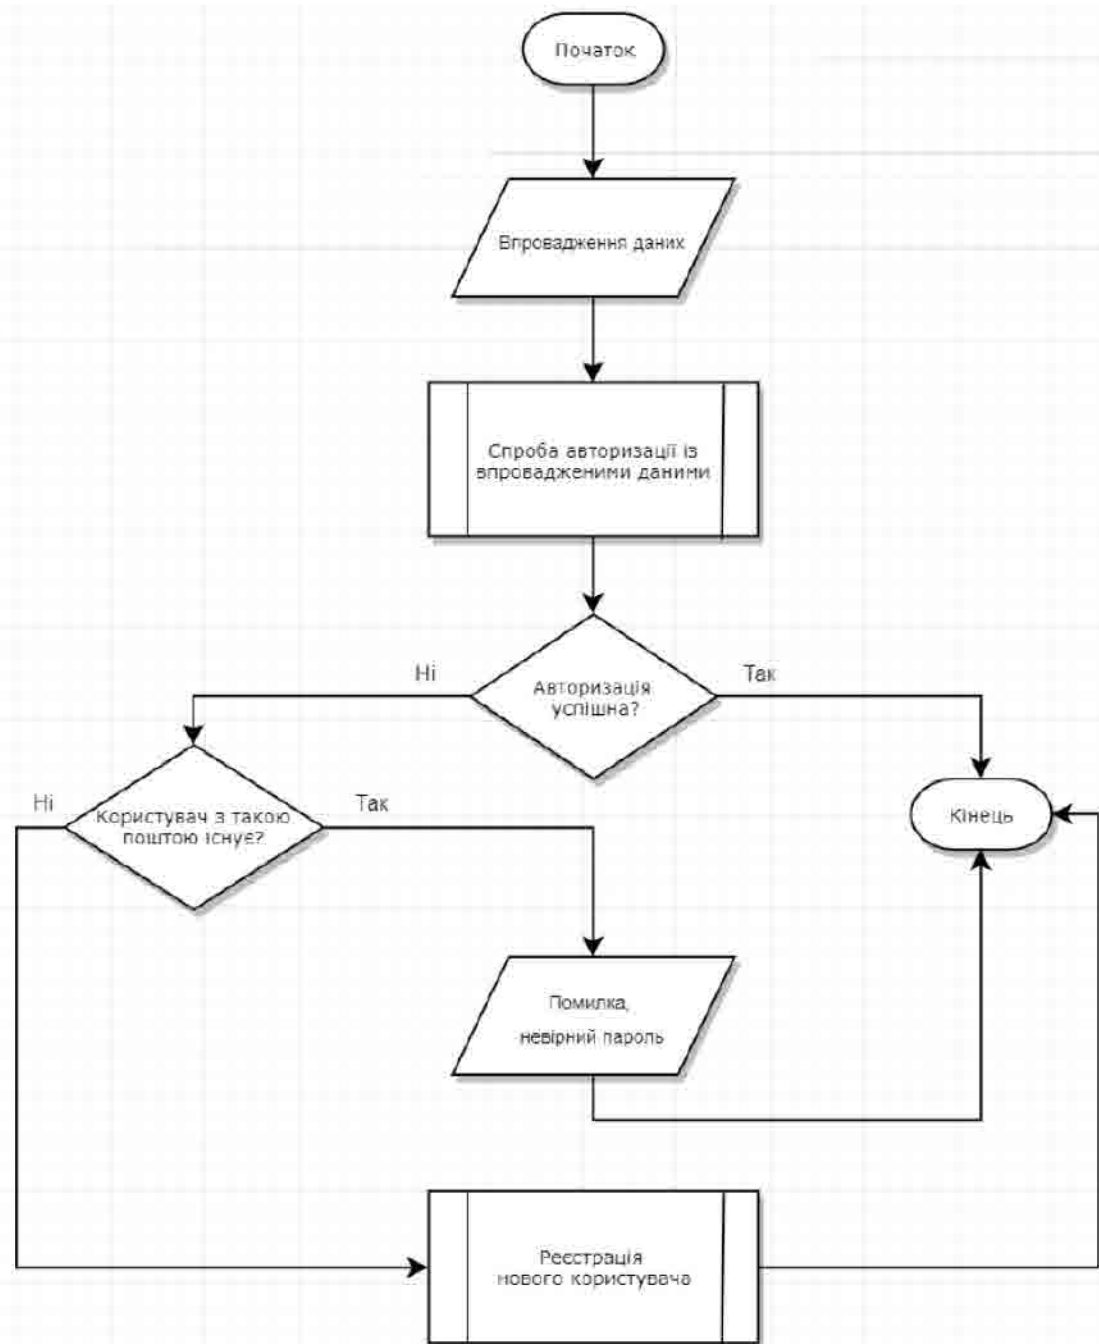 Початок
Впровадження даних
Спроба авторизації із
впровадженими даними
Ні
Так
Авторизація
успішна?
Ні
Так
Користувач з такою
поштою існує?
Кінець
Помилка,
невірний пароль
Реєстрація
нового користувача